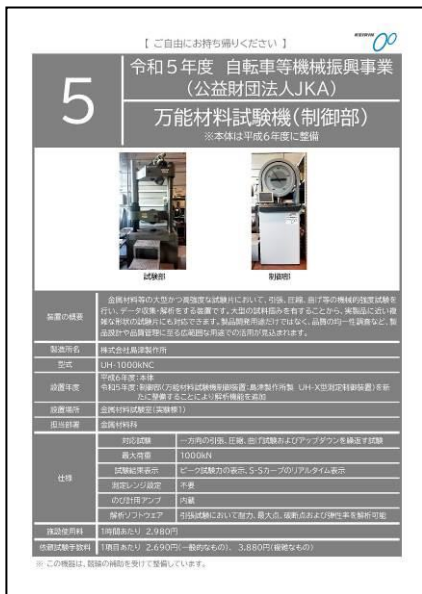 【 ご自由にお持ち帰りください 】
5
令和5年度 自転車等機械振興事業
(公益財団法人JKA)
万能材料試験機(制御部)
※本体は平成6年度に整備
試験部
制御部
装置の概要
金属材料等の大型かつ高強度な試験片において、引張、圧縮、曲げ等の機械的強度試験を
行い、データ収集・解析をする装置です。大型の試料掴みを有することから、実製品に近い複
雑な形状の試験片にも対応できます。製品開発用途だけではなく、品質の均一性調査など、製
品設計や品質管理に至る広範囲な用途での活用が見込まれます。
製造所名 株式会社島津製作所
型式 UH-1000kNC
設置年度
平成6年度:本体
令和5年度:制御部(万能材料試験機制御装置:島津製作所製 UH-X型測定制御装置)を新
たに整備することにより解析機能を追加
設置場所 金属材料試験室(実験棟1)
担当部署 金属材料科
仕様
対応試験 一方向の引張、圧縮、曲げ試験およびアップダウンを繰返す試験
最大荷重 1000kN
試験結果表示 ピーク試験力の表示、S-Sカーブのリアルタイム表示
測定レンジ設定 不要
のび計用アンプ 内蔵
解析ソフトウェア 引張試験において耐力、最大点、破断点および弾性率を解析可能
施設使用料 1時間あたり 2,980円
依頼試験手数料 1項目あたり 2,690円(一般的なもの)、 3,880円(複雑なもの)
※ この機器は、競輪の補助を受けて整備しています。